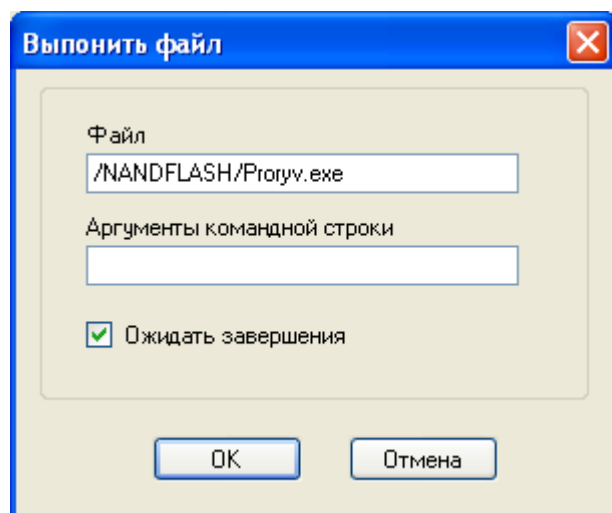 Выпонить файл
Файл
/NANDFLASH/Proryv.exe
Аргументы командной строки
Ожидать завершения
OK
Отмена